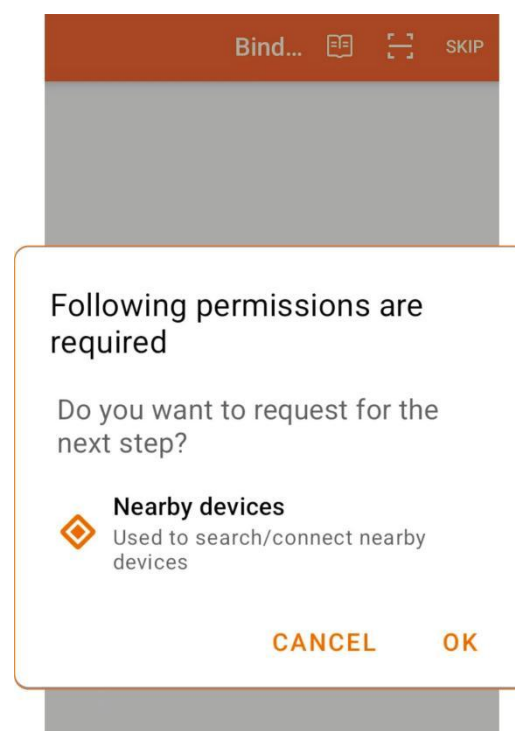 Bind... SKIP
Following permissions are
required
Do you want to request for the
next step?
Nearby devices
Used to search/connect nearby
devices
CANCEL OK